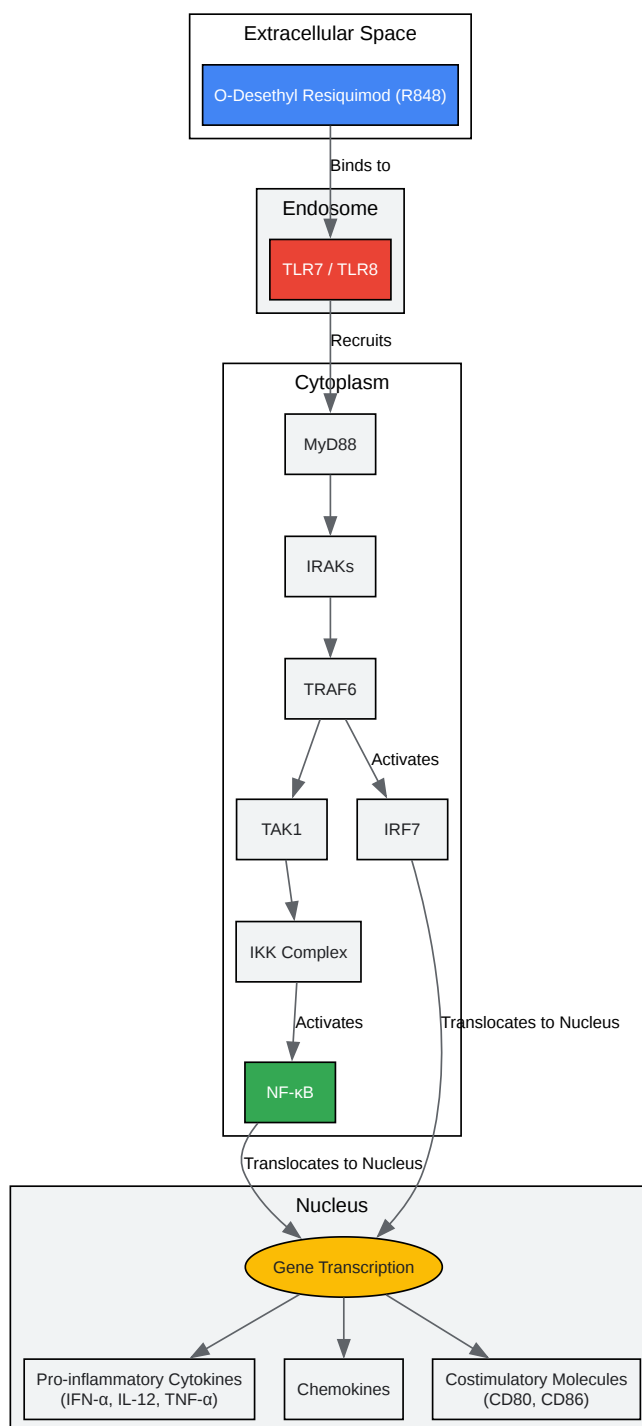 Extracellular Space
O-Desethyl Resiquimod (R848)
Binds to
Endosome
TLR7 / TLR8
Recruits
Cytoplasm
MyD88
IRAKs
TRAF6
Activates
TAK1
IRF7
IKK Complex
Activates
Translocates to Nucleus
NF-κB
Translocates to Nucleus
Nucleus
Gene Transcription
Pro-inflammatory Cytokines
(IFN-α, IL-12, TNF-α)
Chemokines
Costimulatory Molecules
(CD80, CD86)